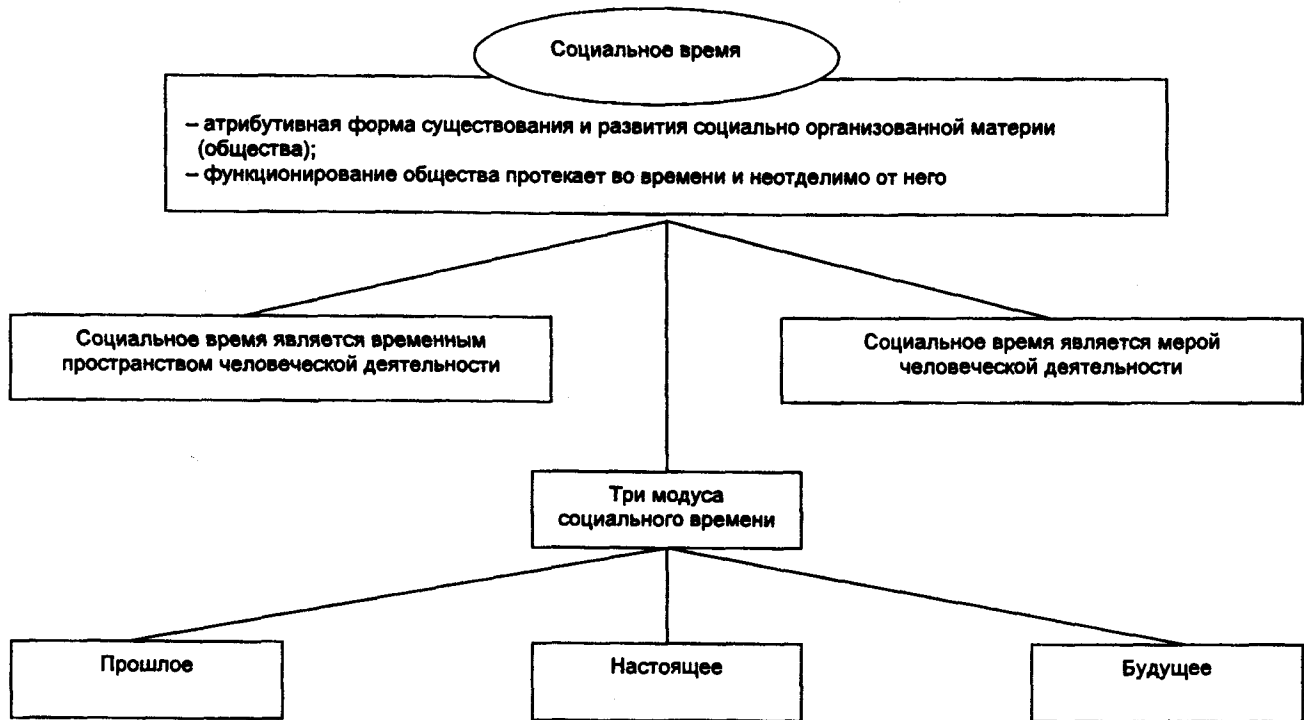 Социальное время
– атрибутивная форма существования и развития социально организованной материи
(общества);
– функционирование общества протекает во времени и неотделимо от него
Социальное время является временным
пространством человеческой деятельности
Социальное время является мерой
человеческой деятельности
Три модуса
социального времени
Прошлое
Настоящее
Будущее